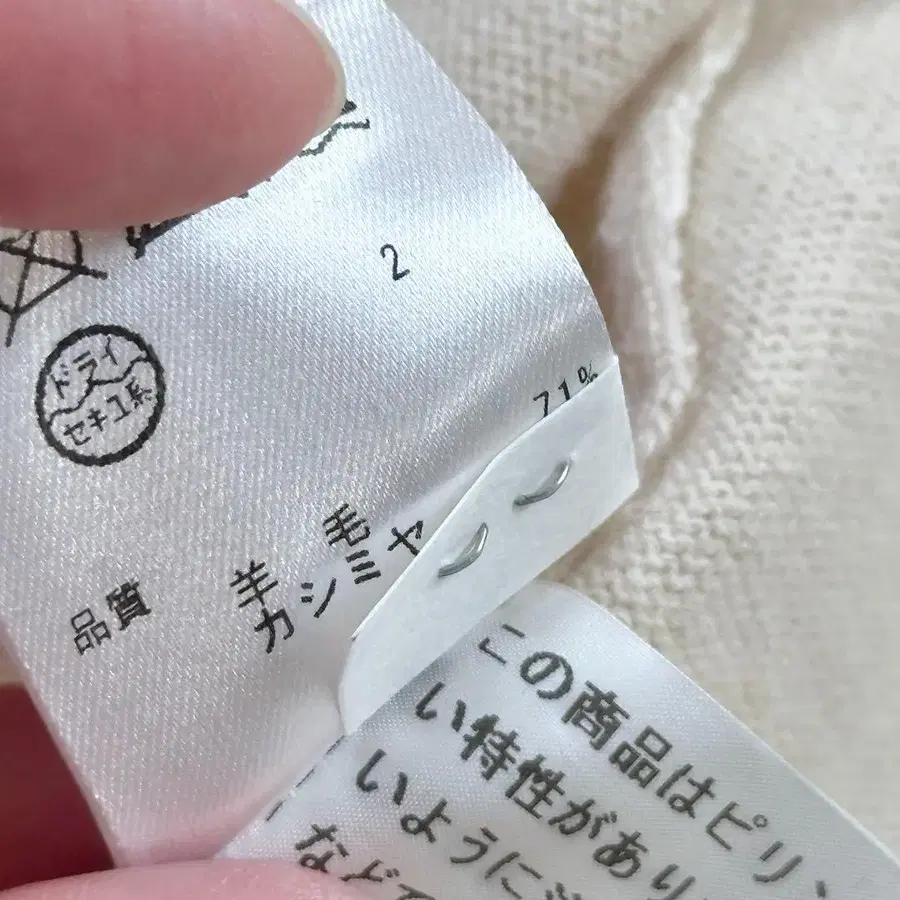 2
ドライ
セキユ系
71%
品質 羊毛
カシミヤ
この商品はピリ
い特性があり
いように
などで